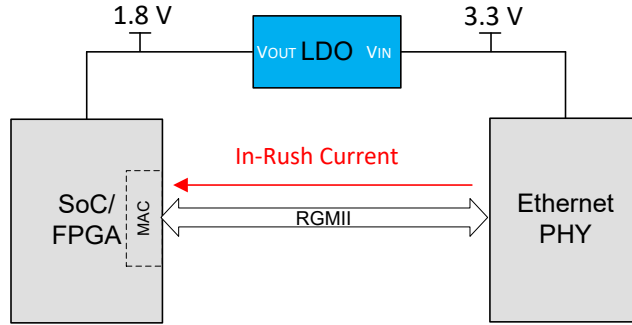 1.8 V
3.3 V
VOUT LDO VIN
In-Rush Current
SoC/
FPGA
MAC
RGMII
Ethernet
PHY